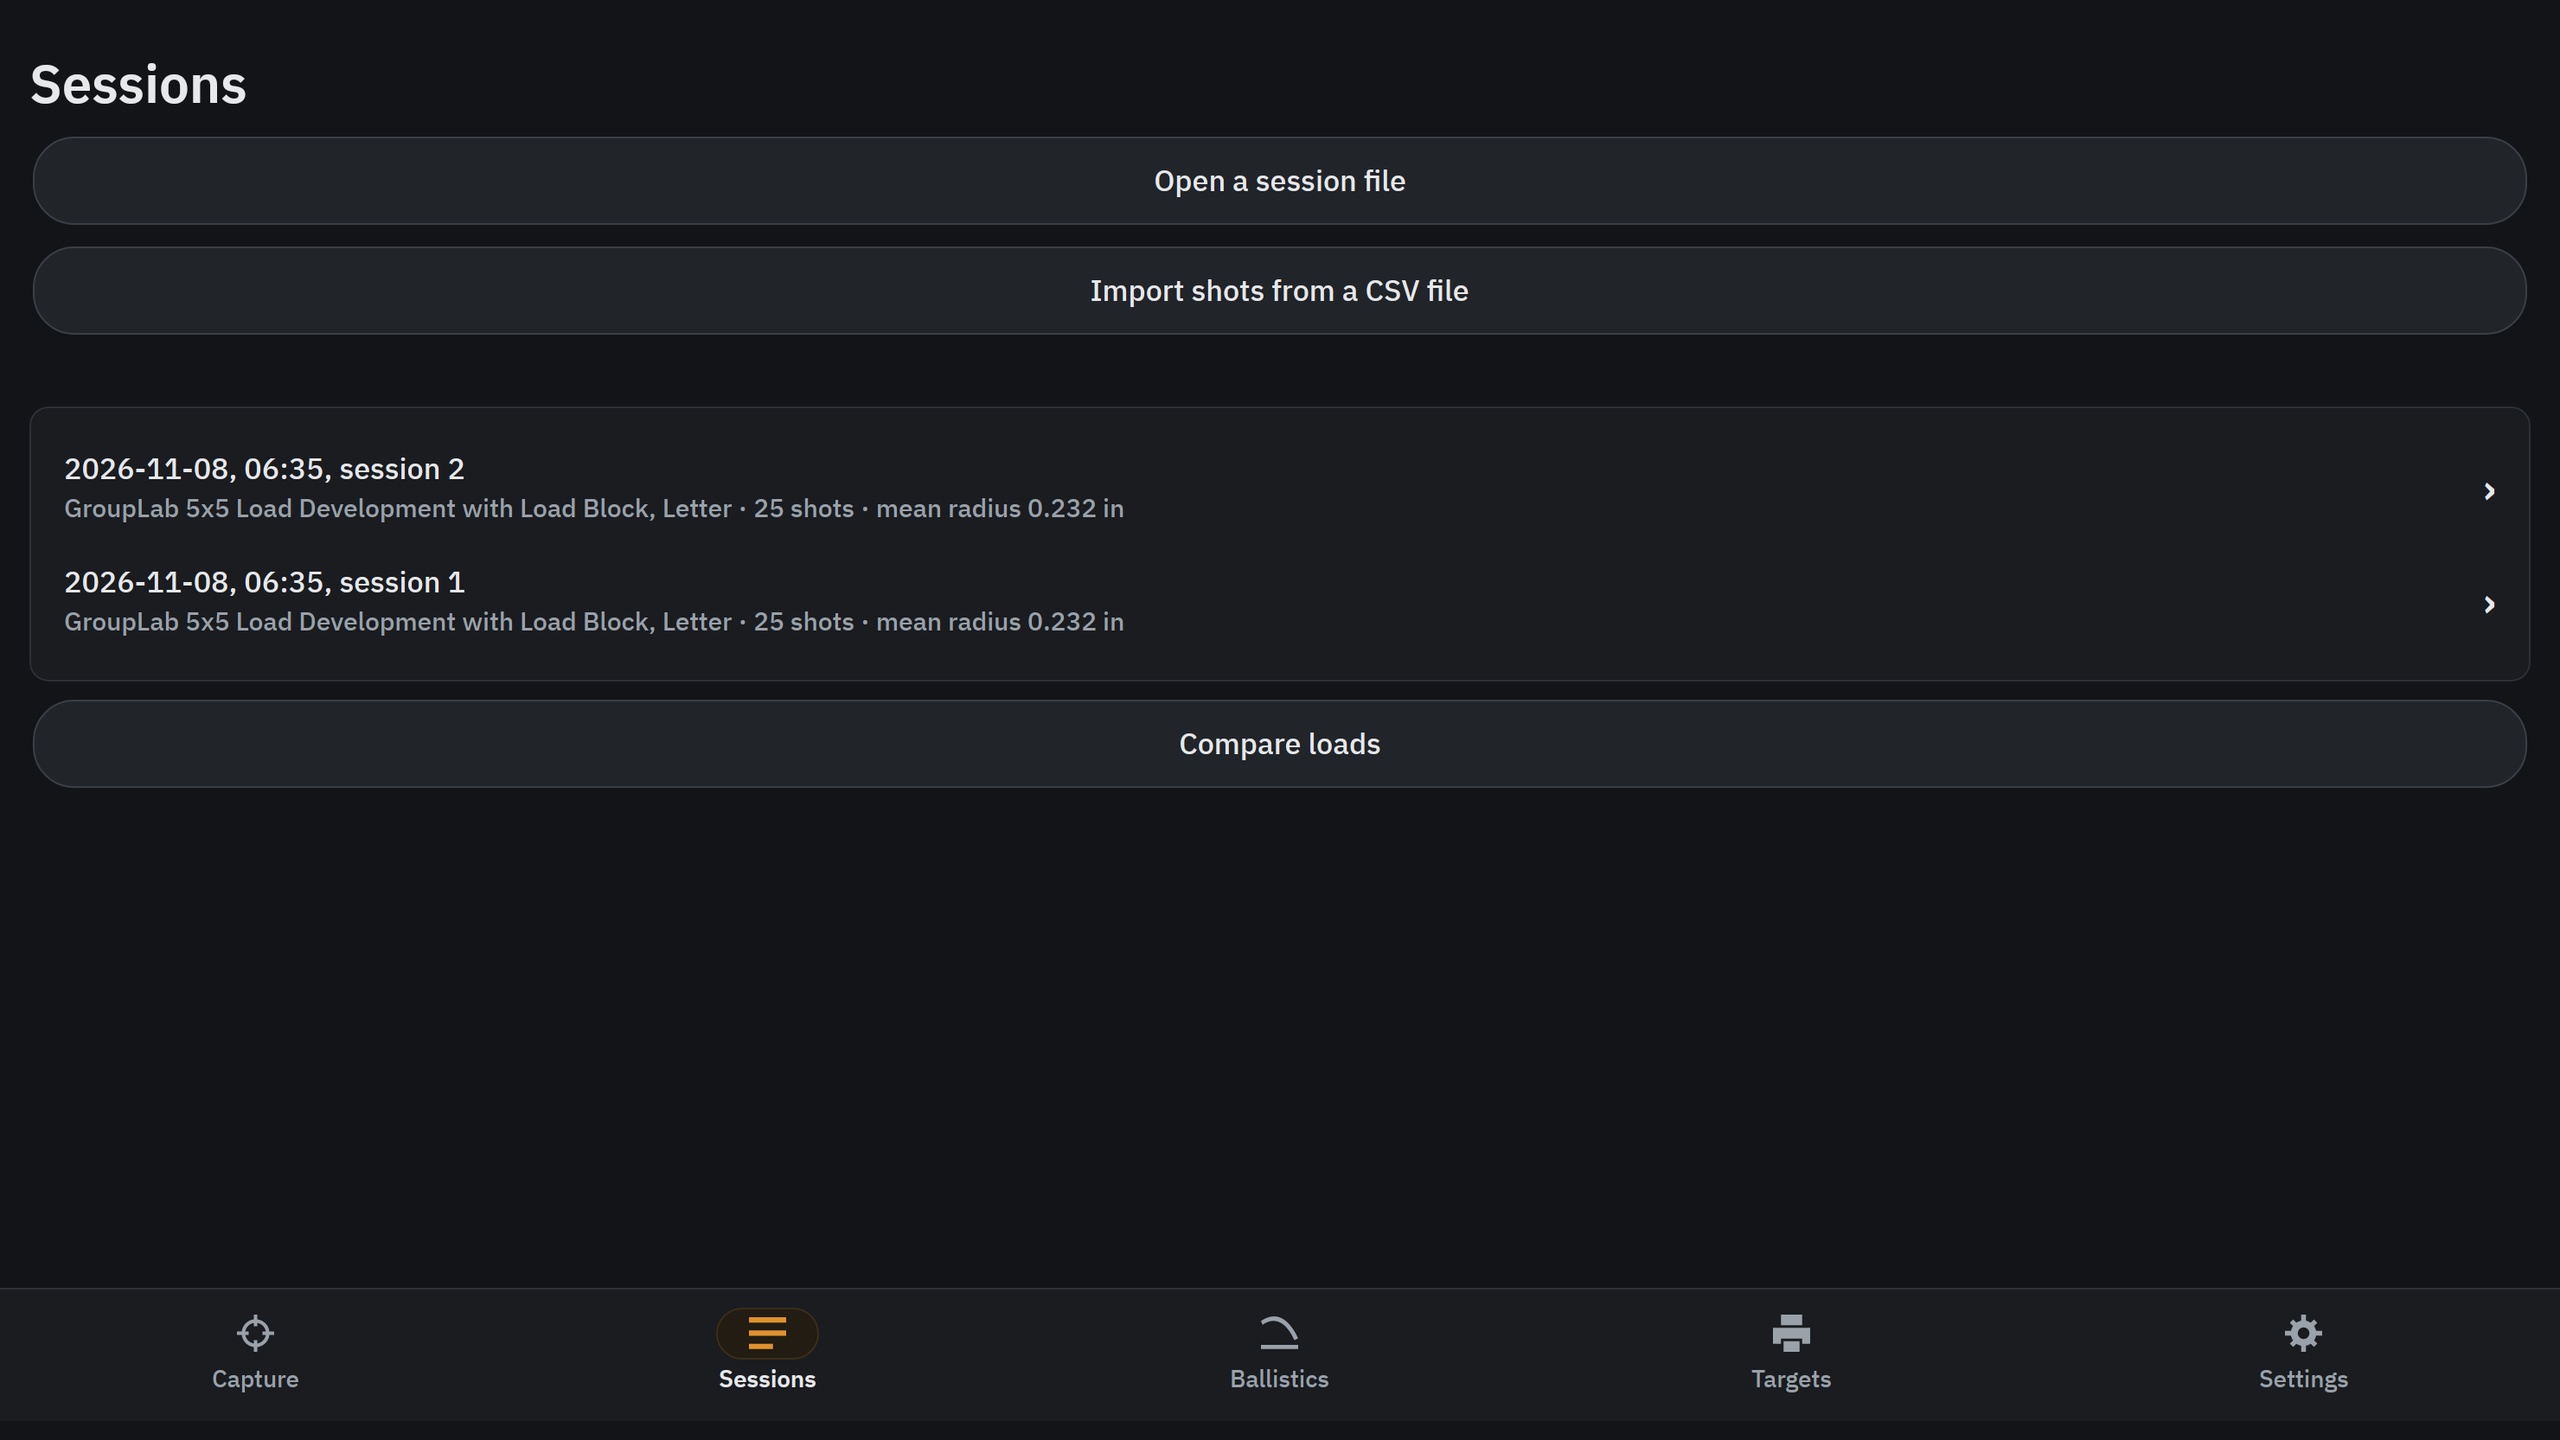 Sessions
Open a session file
Import shots from a CSV file
2026-11-08, 06:35, session 2
GroupLab 5x5 Load Development with Load Block, Letter · 25 shots · mean radius 0.232 in
2026-11-08, 06:35, session 1
GroupLab 5x5 Load Development with Load Block, Letter · 25 shots · mean radius 0.232 in
Compare loads
Capture
Sessions
Ballistics
Targets
Settings